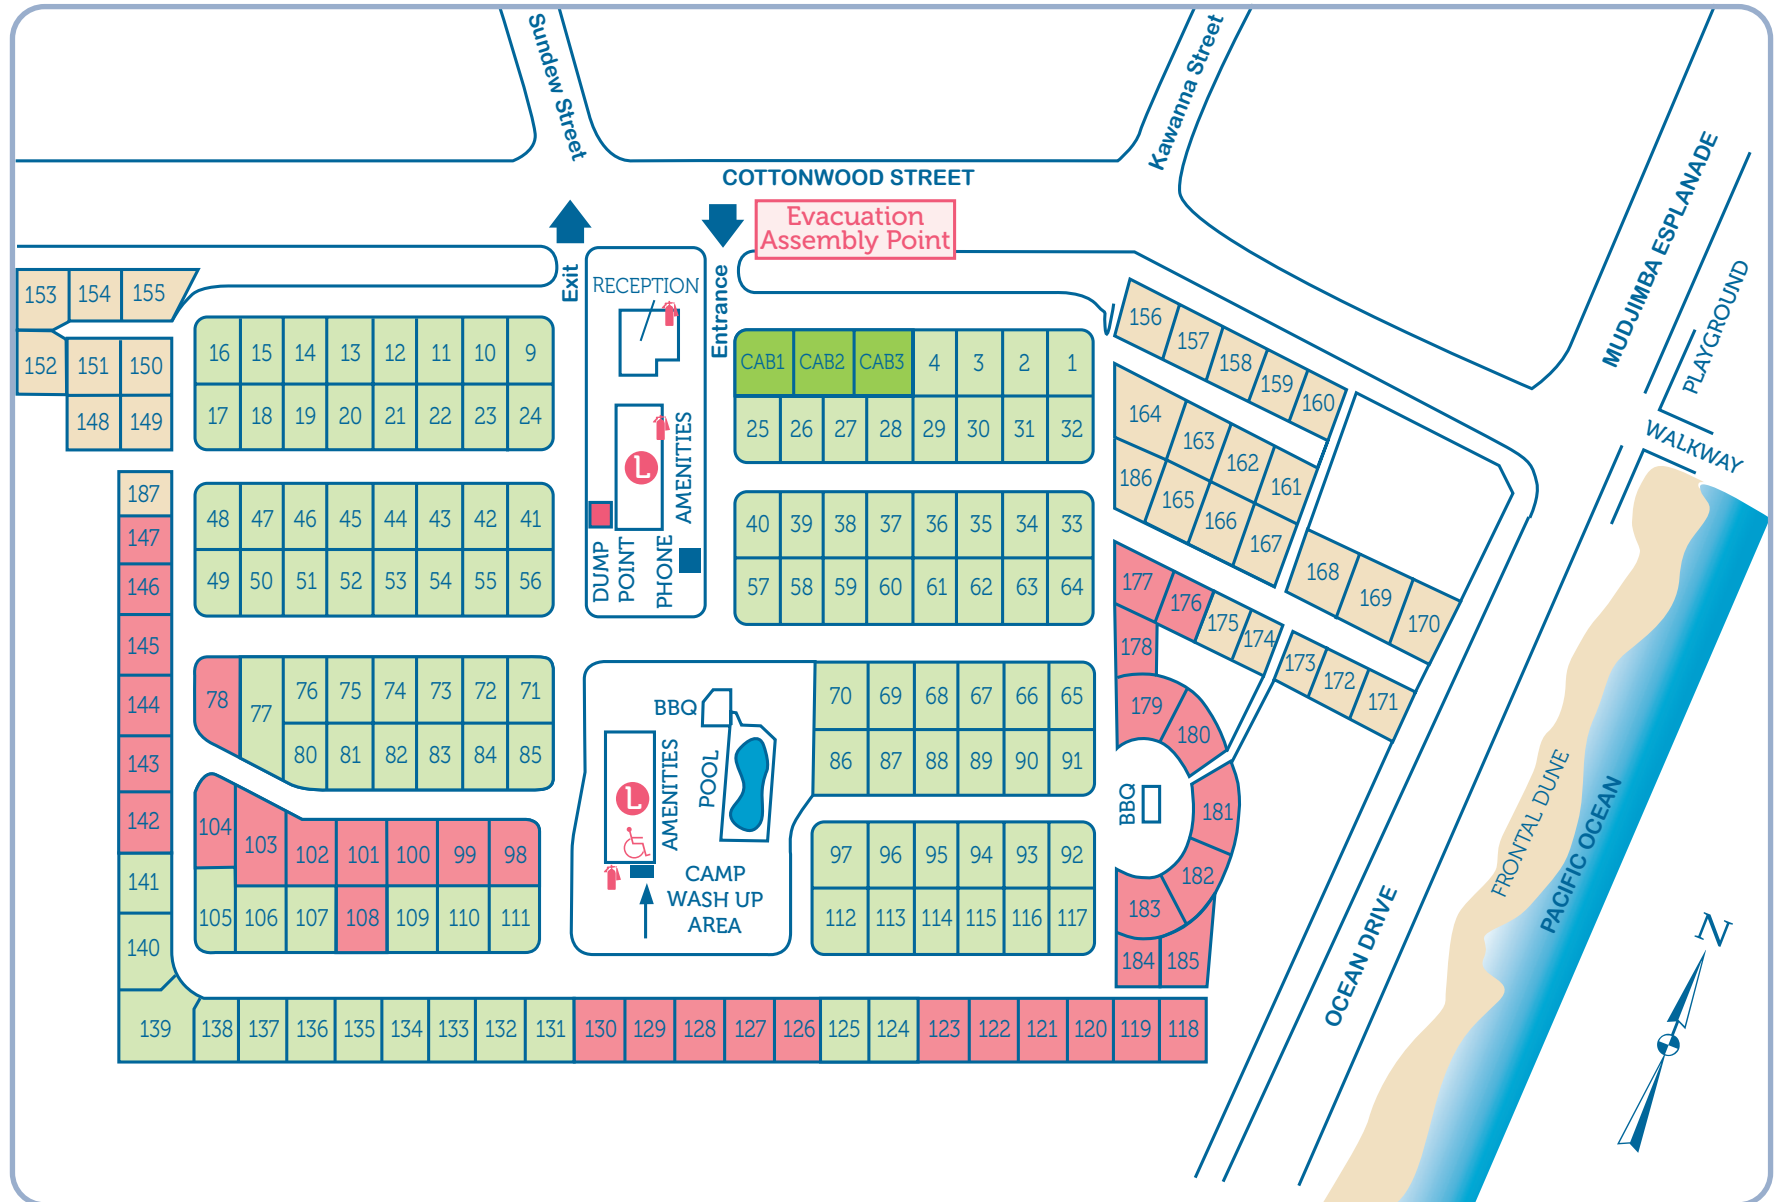 Sundew Street
Kawanna Street
COTTONWOOD STREET
Evacuation
Assembly Point
MUDJIMBA ESPLANADE
PLAYGROUND
WALKWAY
Exit
RECEPTION
Entrance
153 154 155
152 151 150
148 149
16 15 14 13 12 11 10 9
17 18 19 20 21 22 23 24
CAB1 CAB2 CAB3 4 3 2 1
25 26 27 28 29 30 31 32
156 157 158 159 160
164 163 162 161
186 165 166 167
168 169 170
L
AMENITIES
DUMP
POINT
PHONE
187
147
146
145
144
143
142
141
140
139
48 47 46 45 44 43 42 41
49 50 51 52 53 54 55 56
40 39 38 37 36 35 34 33
57 58 59 60 61 62 63 64
177 176 175 174
173 172 171
178
179
180
181
182
183
184 185
BBQ
78 77 76 75 74 73 72 71
80 81 82 83 84 85
BBQ
POOL
L
AMENITIES
CAMP
WASH UP
AREA
70 69 68 67 66 65
86 87 88 89 90 91
104 103 102 101 100 99 98
105 106 107 108 109 110 111
97 96 95 94 93 92
112 113 114 115 116 117
138 137 136 135 134 133 132 131 130 129 128 127 126 125 124 123 122 121 120 119 118
OCEAN DRIVE
FRONTAL DUNE
PACIFIC OCEAN
N